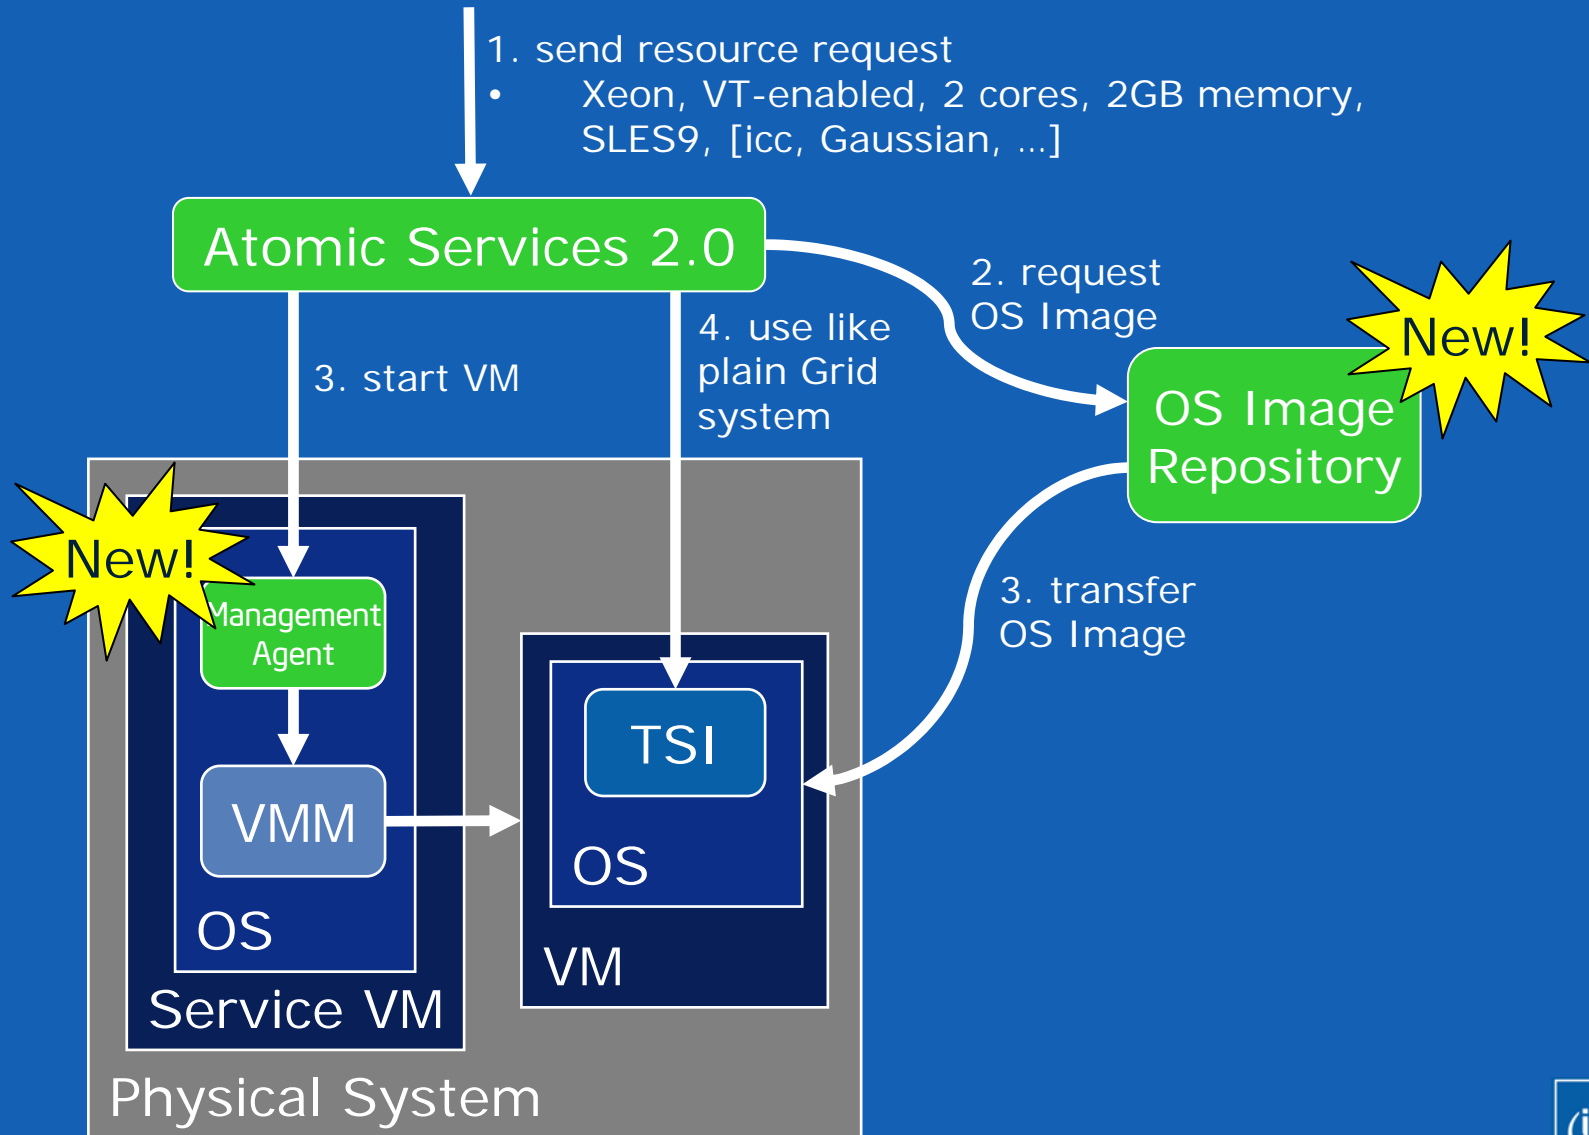 1. send resource request
• Xeon, VT-enabled, 2 cores, 2GB memory,
SLES9, [icc, Gaussian, ...]
Atomic Services 2.0
2. request
OS Image
New!
OS Image
Repository
3. start VM
4. use like
plain Grid
system
New!
Management
Agent
VMM
OS
Service VM
TSI
OS
VM
3. transfer
OS Image
Physical System